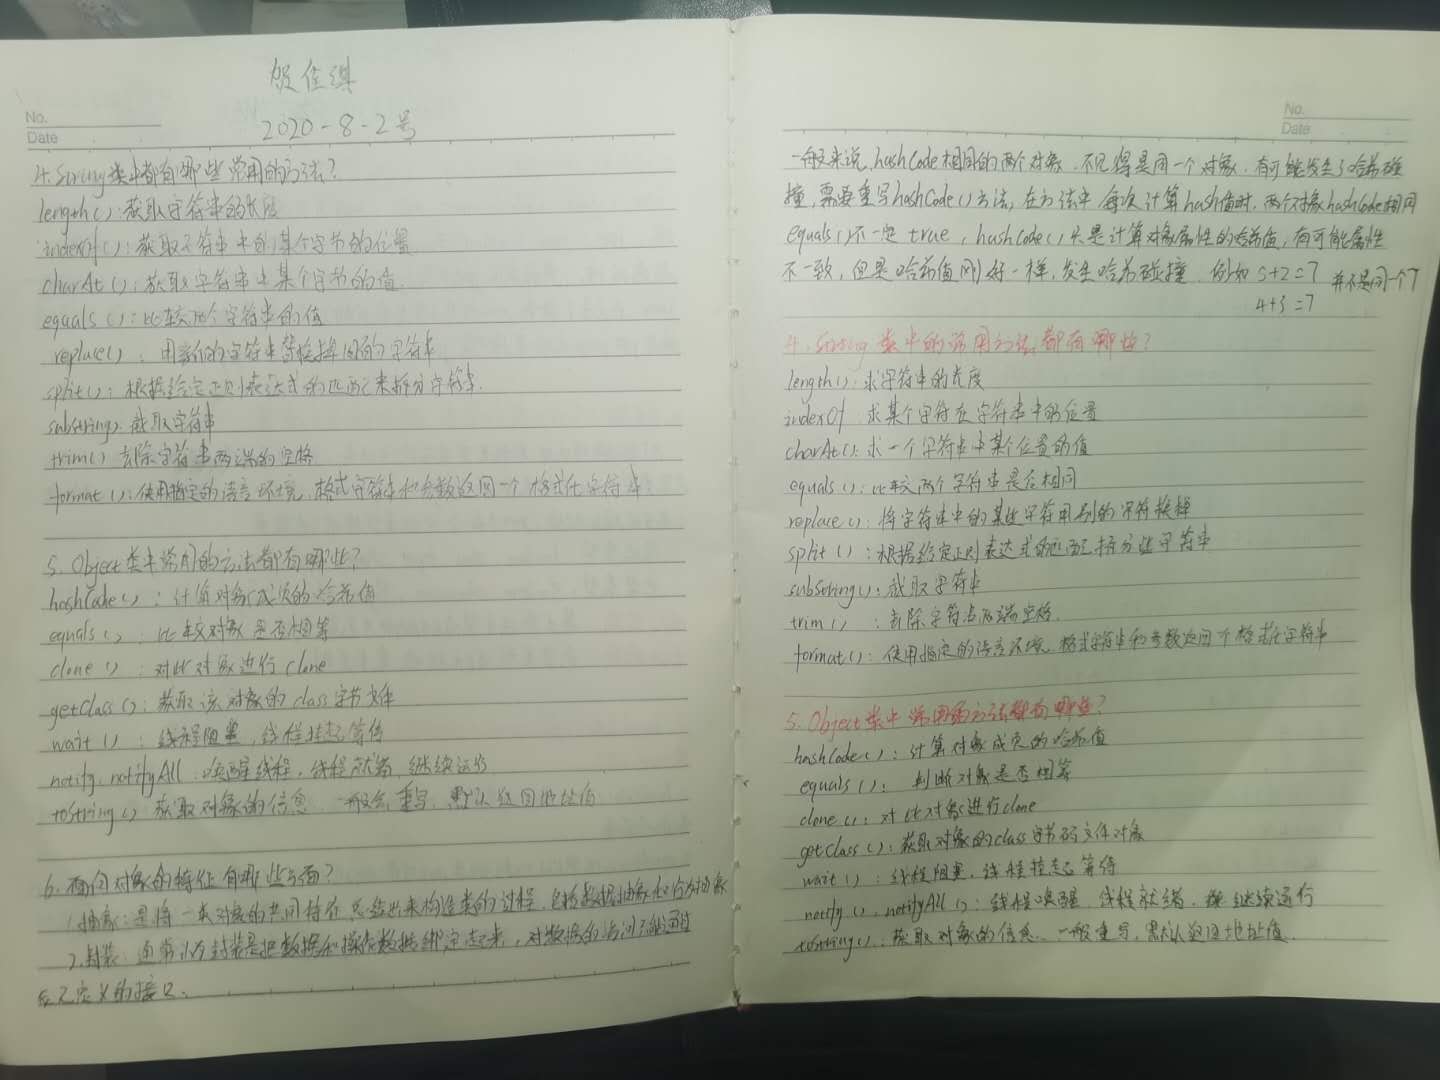 贺佳琪
No.
Date
2020-8-2号
4. String类中都有哪些常用的方法?
length():获取字符串的长度
indexOf():获取字符串中的某个字节的位置
charAt():获取字符串中某个字节的值
equals():比较两个字符串的值
replace():用新的字符串替换掉旧的字符串
split():根据给定正则表达式的匹配来拆分字符串.
substring:截取字符串
trim()去除字符串两端的空格
format():使用指定的语言环境,格式字符串和参数返回一个格式化字符串
5. Object类中常用的方法都有哪些?
hashCode():计算对象成员的哈希值
equals():比较对象是否相等
clone():对此对象进行clone
getClass():获取该对象的class字节文件
wait():线程阻塞,线程挂起等待
notify、notifyAll:唤醒线程,线程就绪,继续运行
toString()获取对象的信息 一般会重写,默认返回地址值
6. 面向对象的特征有哪些方面?
1.抽象:是将一类对象的共同特征总结出来构造类的过程,包括数据抽象和行为抽象
2.封装:通常认为封装是把数据和操作数据绑定起来,对数据的访问只能通过
已定义的接口、
No.
Date
一般来说,hashCode相同的两个对象,不见得是同一个对象,有可能发生了哈希碰
撞,需要重写hashCode()方法,在方法中每次计算hash值时,两个对象hashCode相同
equals()不一定true,hashCode()只是计算对象属性的哈希值,有可能属性
不一致,但是哈希值刚好一样,发生哈希碰撞. 例如 5+2=7 并不是同一个7
4+3=7
4. String类中的常用方法都有哪些?
length():求字符串的长度
indexOf 求某个字符在字符串中的位置
charAt():求一个字符串中某个位置的值
equals():比较两个字符串是否相同
replace():将字符串中的某些字符用别的字符换掉
split():根据给定正则表达式的匹配拆分此字符串
substring():截取字符串
trim():去除字符串两端空格.
format():使用指定的语言环境,格式字符串和参数返回个格式化字符串
5. Object类中常用的方法都有哪些?
hashCode():计算对象成员的哈希值
equals():判断对象是否相等
clone():对此对象进行clone
getClass():获取对象的class字节码文件对象
wait():线程阻塞,线程挂起等待
notify()、notifyAll():线程唤醒,线程就绪,继续运行
toString():获取对象的信息,一般重写,默认返回地址值.